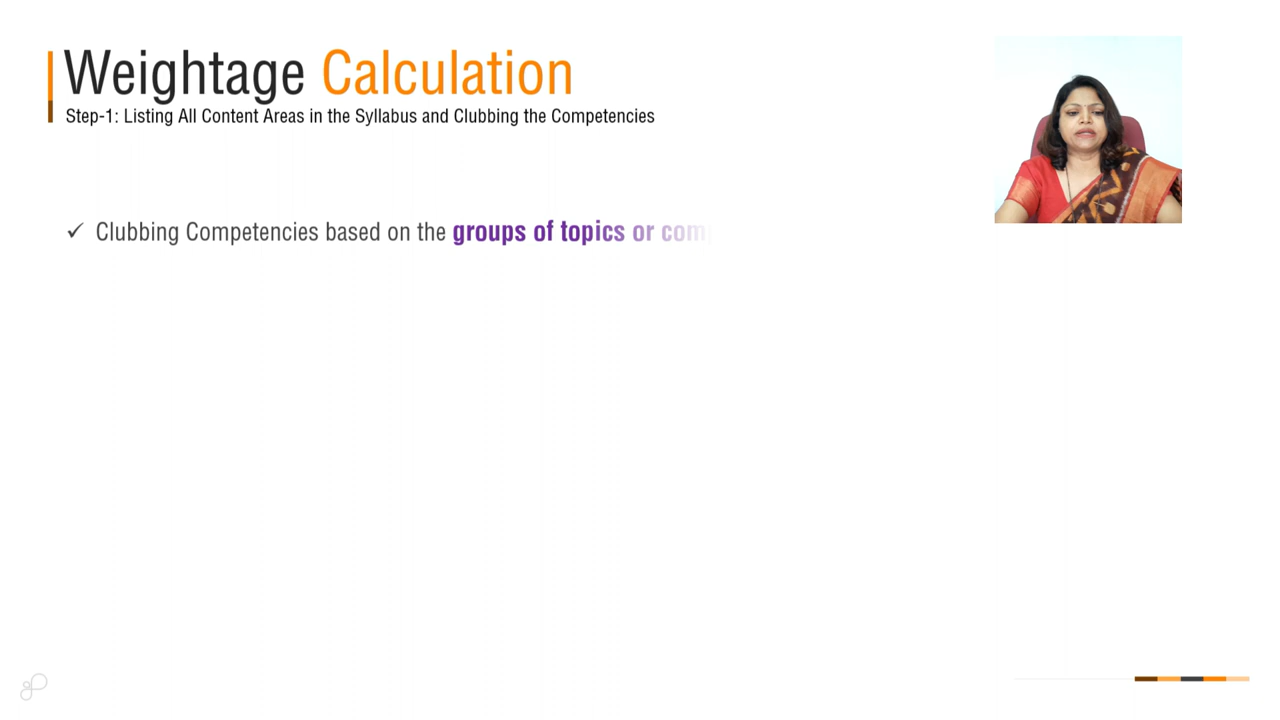 Weightage Calculation
Step-1: Listing All Content Areas in the Syllabus and Clubbing the Competencies
✓ Clubbing Competencies based on the groups of topics or com